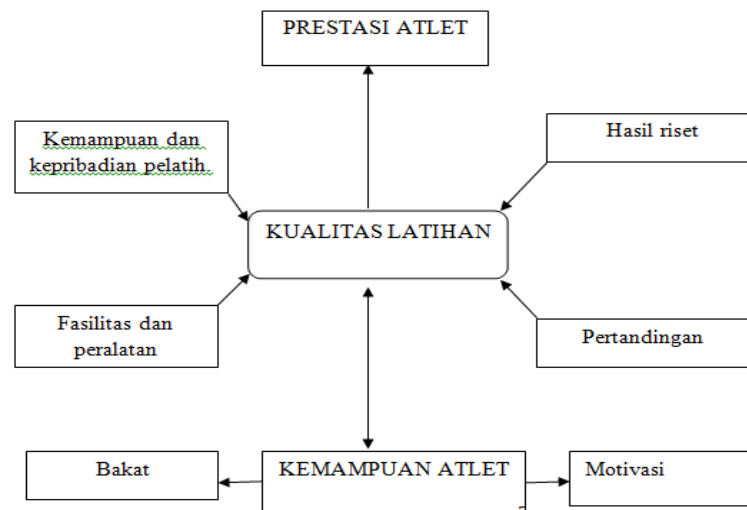 PRESTASI ATLET
Kemampuan dan
kepribadian pelatih.
Hasil riset
KUALITAS LATIHAN
Fasilitas dan
peralatan
Pertandingan
Bakat
KEMAMPUAN ATLET
Motivasi